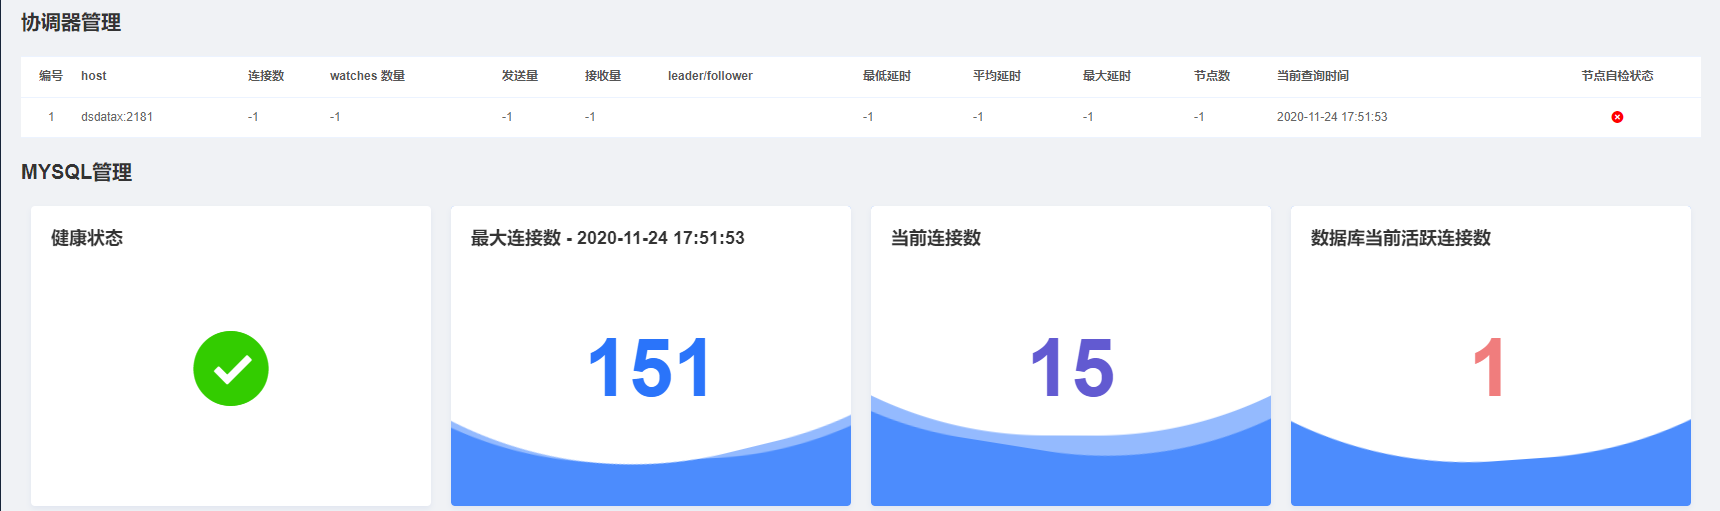 协调器管理
编号 host 连接数 watches 数量 发送量 接收量 leader/follower 最低延时 平均延时 最大延时 节点数 当前查询时间 节点自检状态
1 dsdatax:2181 -1 -1 -1 -1 -1 -1 -1 -1 2020-11-24 17:51:53
MYSQL管理
健康状态 最大连接数 - 2020-11-24 17:51:53 当前连接数 数据库当前活跃连接数
151 15 1